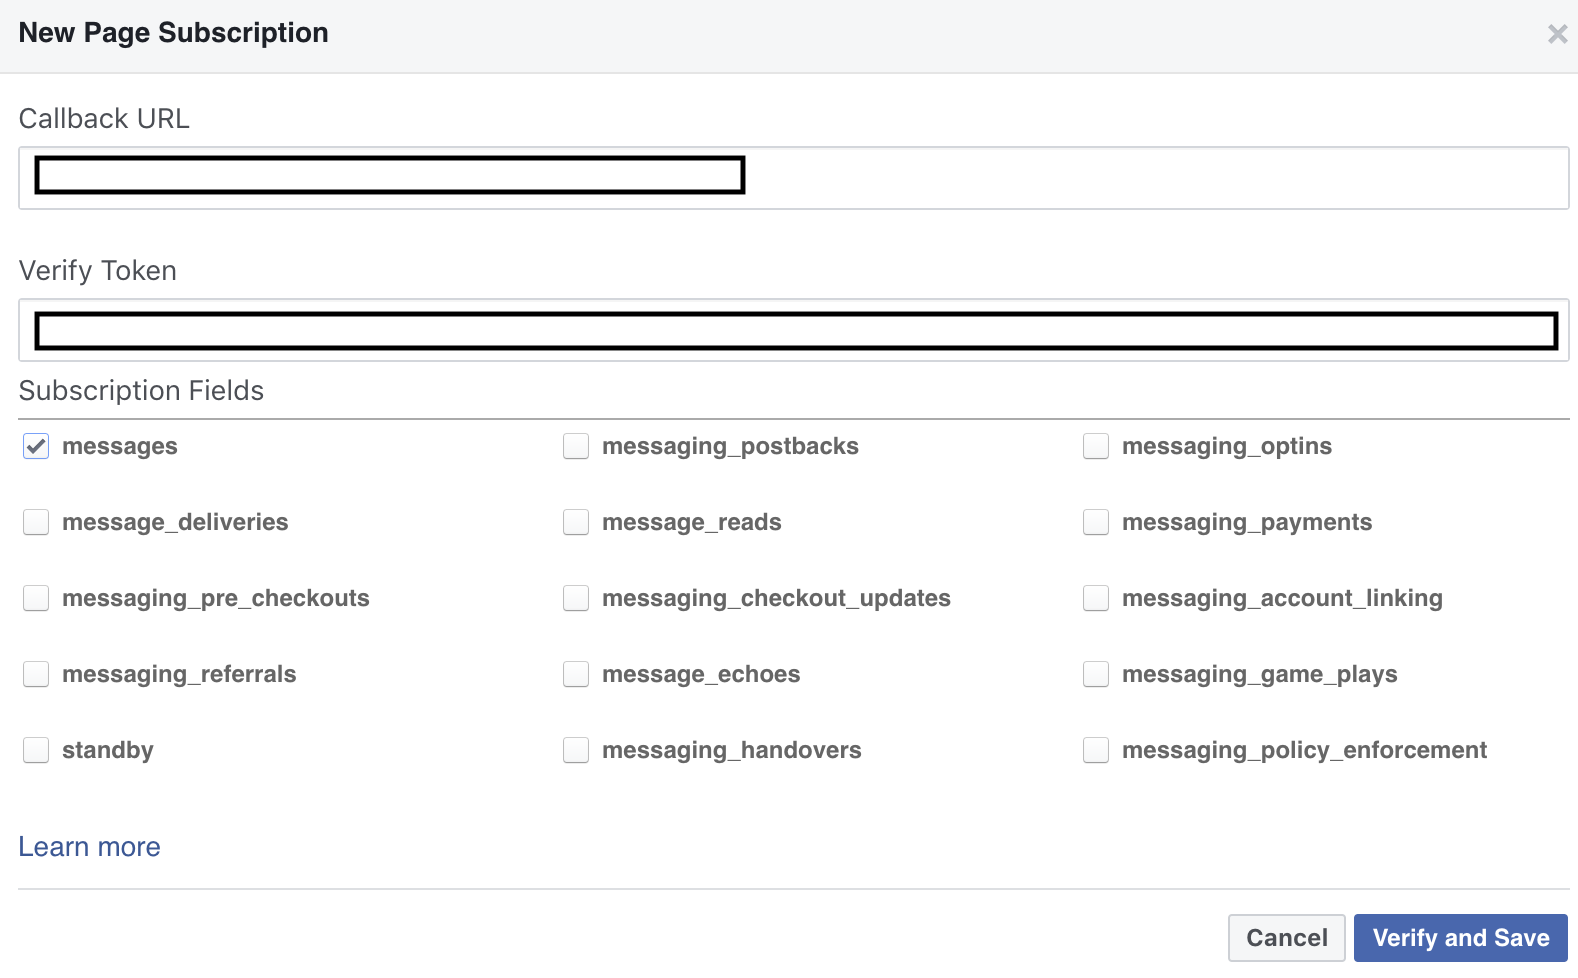 New Page Subscription
Callback URL
Verify Token
Subscription Fields
messages messaging_postbacks messaging_optins
message_deliveries message_reads messaging_payments
messaging_pre_checkouts messaging_checkout_updates messaging_account_linking
messaging_referrals message_echoes messaging_game_plays
standby messaging_handovers messaging_policy_enforcement
Learn more
Cancel Verify and Save